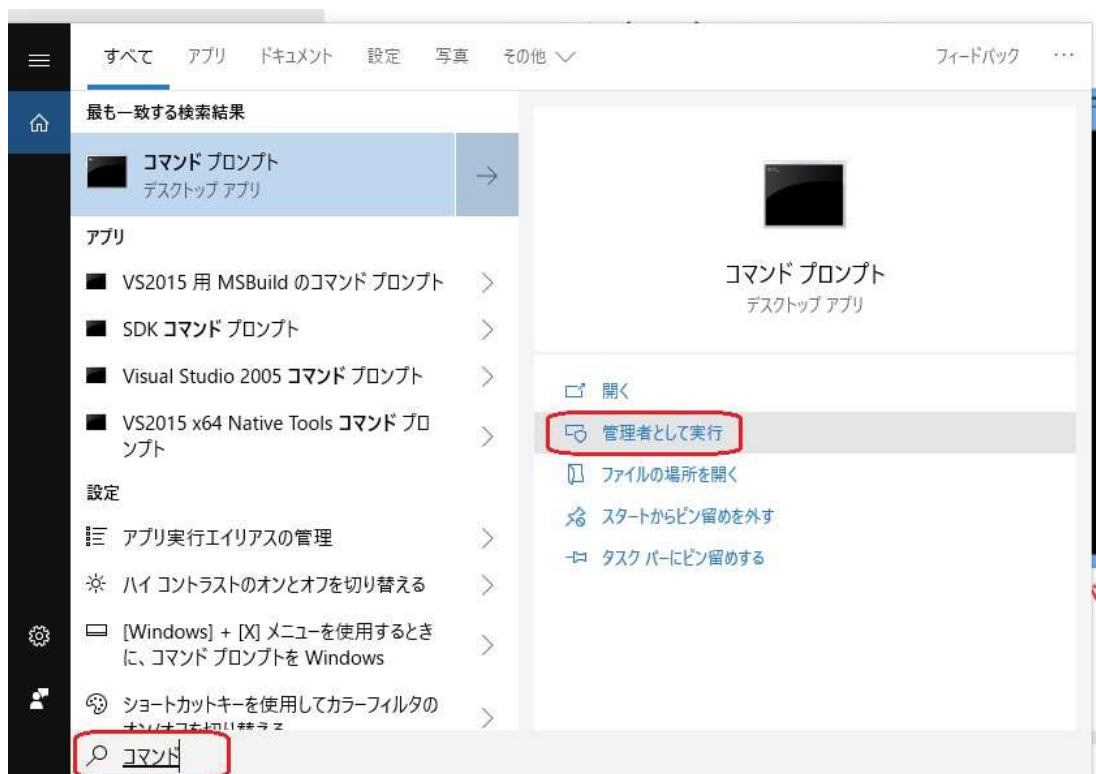 すべて アプリ ドキュメント 設定 写真 その他 フィードバック ...
最も一致する検索結果
コマンド プロンプト
デスクトップ アプリ
アプリ
VS2015 用 MSBuild のコマンド プロンプト
SDK コマンド プロンプト
Visual Studio 2005 コマンド プロンプト
VS2015 x64 Native Tools コマンド プロ
ンプト
設定
アプリ実行エイリアスの管理
ハイ コントラストのオンとオフを切り替える
[Windows] + [X] メニューを使用するとき
に、コマンド プロンプトを Windows
ショートカットキーを使用してカラーフィルタの
オン/オフを切り替える
コマンド
コマンド プロンプト
デスクトップ アプリ
開く
管理者として実行
ファイルの場所を開く
スタートからピン留めを外す
タスク バーにピン留めする